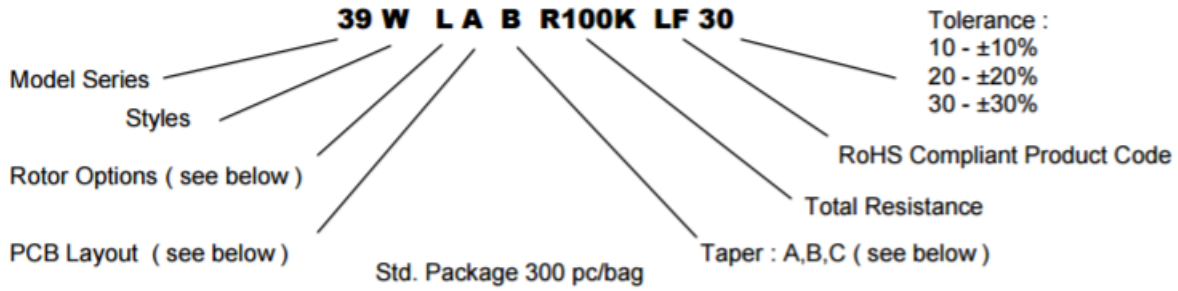 39 W L A B R100K LF 30
Tolerance :
10 - ±10%
20 - ±20%
30 - ±30%
Model Series
Styles
RoHS Compliant Product Code
Rotor Options ( see below )
Total Resistance
PCB Layout ( see below )
Taper : A,B,C ( see below )
Std. Package 300 pc/bag